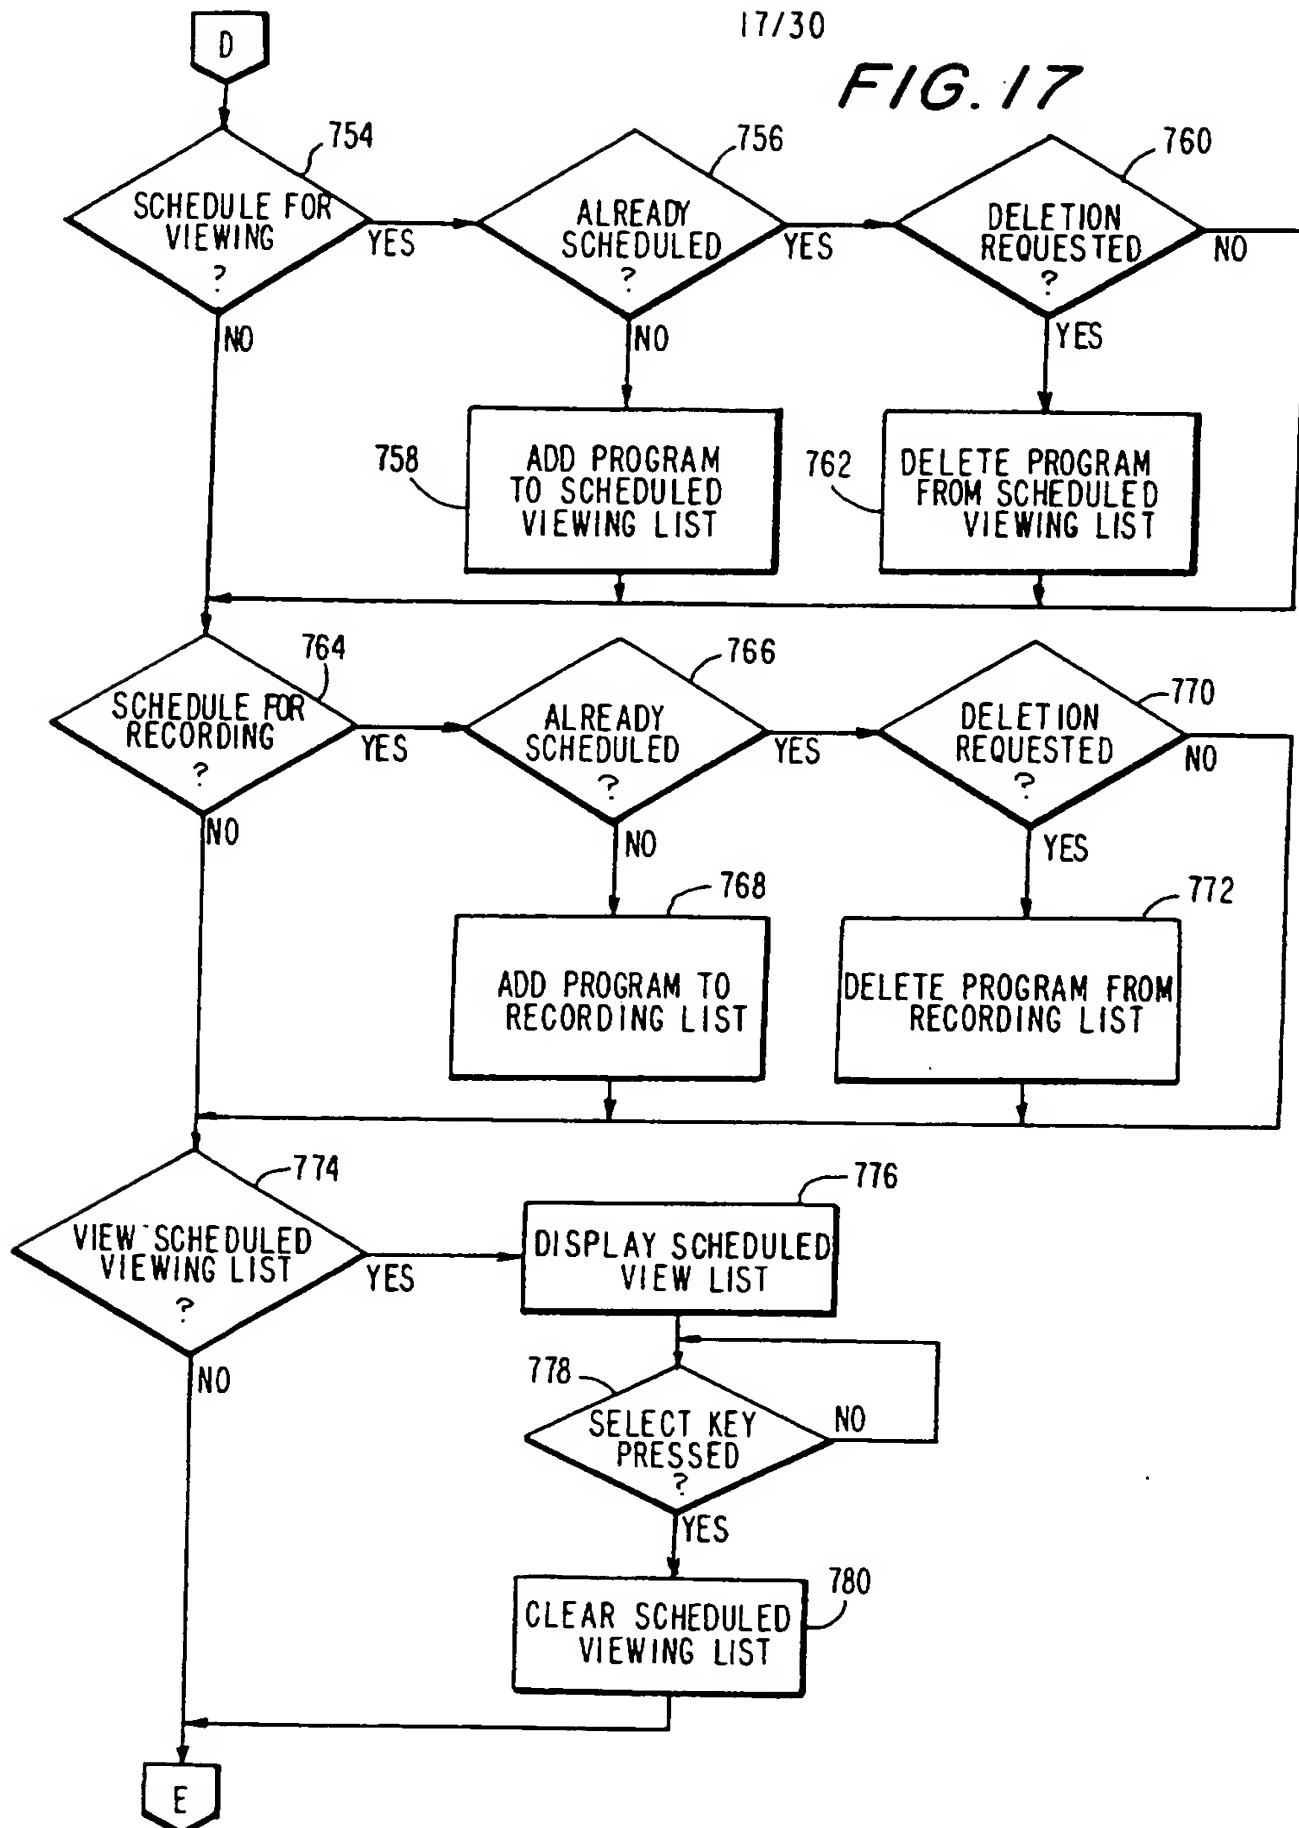 17/30
FIG. 17
D
754
SCHEDULE FOR
VIEWING
?
YES
NO
756
ALREADY
SCHEDULED
?
YES
NO
760
DELETION
REQUESTED
?
NO
YES
758
ADD PROGRAM
TO SCHEDULED
VIEWING LIST
762
DELETE PROGRAM
FROM SCHEDULED
VIEWING LIST
764
SCHEDULE FOR
RECORDING
?
YES
NO
766
ALREADY
SCHEDULED
?
YES
NO
770
DELETION
REQUESTED
?
NO
YES
768
ADD PROGRAM TO
RECORDING LIST
772
DELETE PROGRAM FROM
RECORDING LIST
774
VIEW SCHEDULED
VIEWING LIST
?
YES
NO
776
DISPLAY SCHEDULED
VIEW LIST
778
SELECT KEY
PRESSED
?
NO
YES
780
CLEAR SCHEDULED
VIEWING LIST
E